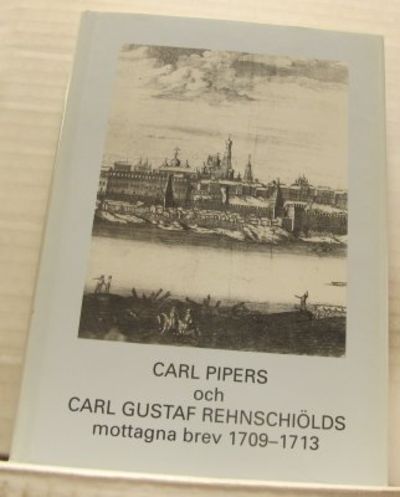 CARL PIPERS
och
CARL GUSTAF REHNSCHIÖLDS
mottagna brev 1709–1713